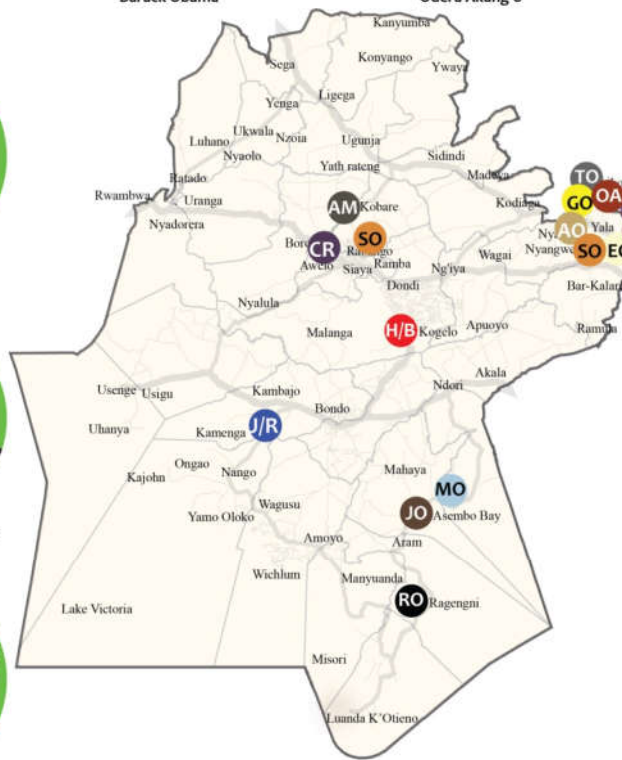 Kanyumba
Sega
Konyango
Ywaya
Yenga
Ligega
Luhano
Ukwala
Nzoia
Ugunja
Nyaolo
Sidindi
Yath rateng
Madeya
TO
Ratado
Rwambwa
Uranga
AM
Kobare
Kodiaga
GO
OA
Nyadorera
CR
SO
AO
Yala
Awelo
Siaya
Ramba
Ng'iya
Wagai
SO
Dondi
Bar-Kalar
Nyalula
Malanga
H/B
Kogelo
Apuoyo
Ramula
Usenge
Usigu
Kambajo
Ndori
Akala
Bondo
Uhanya
Kamenga
J/R
Ongao
Kajohn
Nango
Mahaya
MO
Wagusu
JO
Asembo Bay
Yamo Oloko
Amoyo
Aram
Wichlum
Manyuanda
RO
Ragengni
Lake Victoria
Misori
Luanda K'Otieno